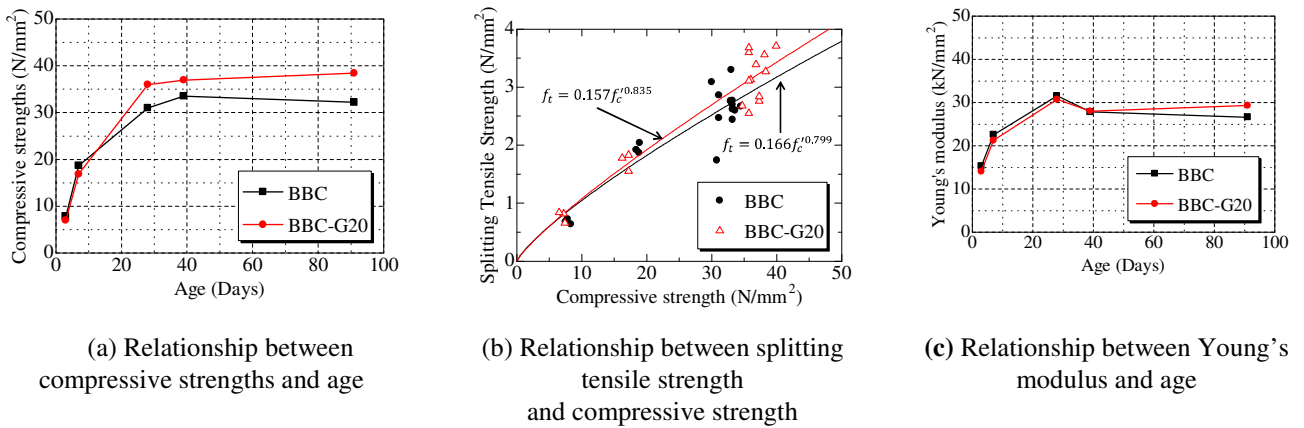 Compressive strengths (N/mm²)
50
40
30
20
10
0
BBC
BBC-G20
0 20 40 60 80 100
Age (Days)
(a) Relationship between
compressive strengths and age
Splitting Tensile Strength (N/mm²)
4
3
2
1
0
f_t = 0.157f_c'^0.835
f_t = 0.166f_c'^0.799
BBC
BBC-G20
0 10 20 30 40 50
Compressive strength (N/mm²)
(b) Relationship between splitting
tensile strength
and compressive strength
Young's modulus (kN/mm²)
50
40
30
20
10
0
BBC
BBC-G20
0 20 40 60 80 100
Age (Days)
(c) Relationship between Young's
modulus and age